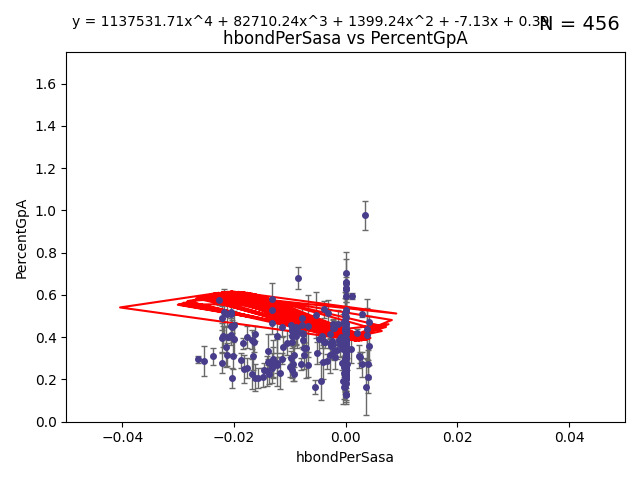 y = 1137531.71x^4 + 82710.24x^3 + 1399.24x^2 + -7.13x + 0.39
N = 456
hbondPerSasa vs PercentGpA
PercentGpA
1.6
1.4
1.2
1.0
0.8
0.6
0.4
0.2
0.0
−0.04 −0.02 0.00 0.02 0.04
hbondPerSasa